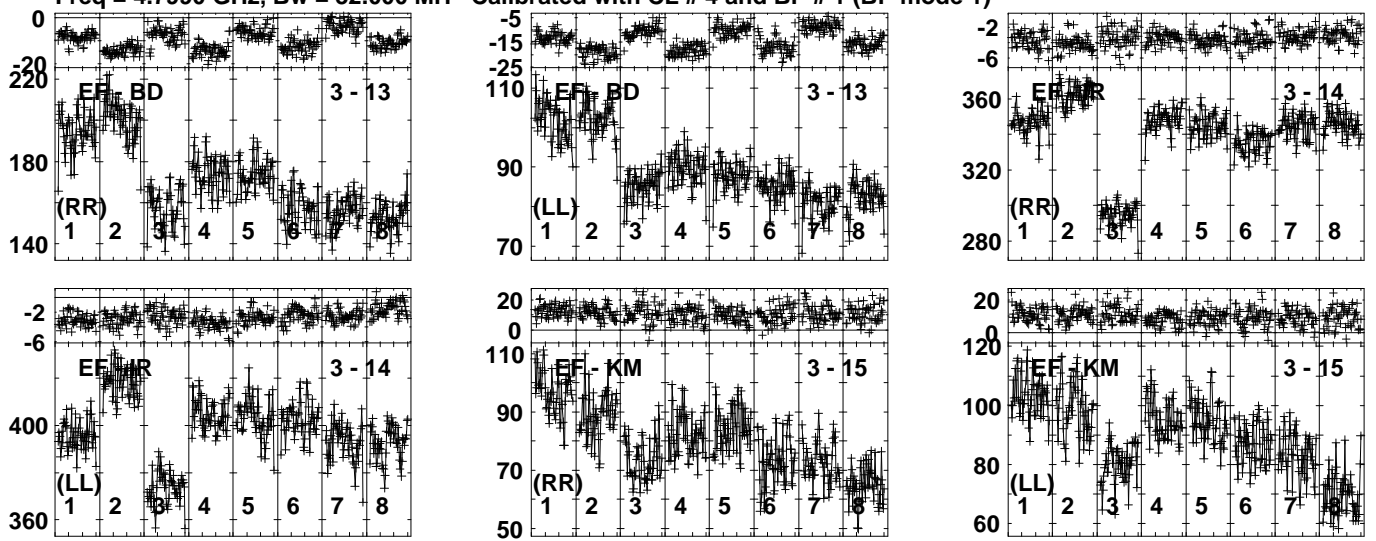 Freq = GHz, Bw = MH Calibrated with CL # 4 and BP # 1 (BP mode 1)
0
-20
220
180
140
EF - BD 3 - 13
(RR)
1 2 3 4 5 6 7 8
-5
-15
-25
110
90
70
EF - BD 3 - 13
(LL)
1 2 3 4 5 6 7 8
-2
-6
360
320
280
EF - IR 3 - 14
(RR)
1 2 3 4 5 6 7 8
-2
-6
400
360
EF - IR 3 - 14
(LL)
1 2 3 4 5 6 7 8
20
0
110
90
70
50
EF - KM 3 - 15
(RR)
1 2 3 4 5 6 7 8
20
0
120
100
80
60
EF - KM 3 - 15
(LL)
1 2 3 4 5 6 7 8